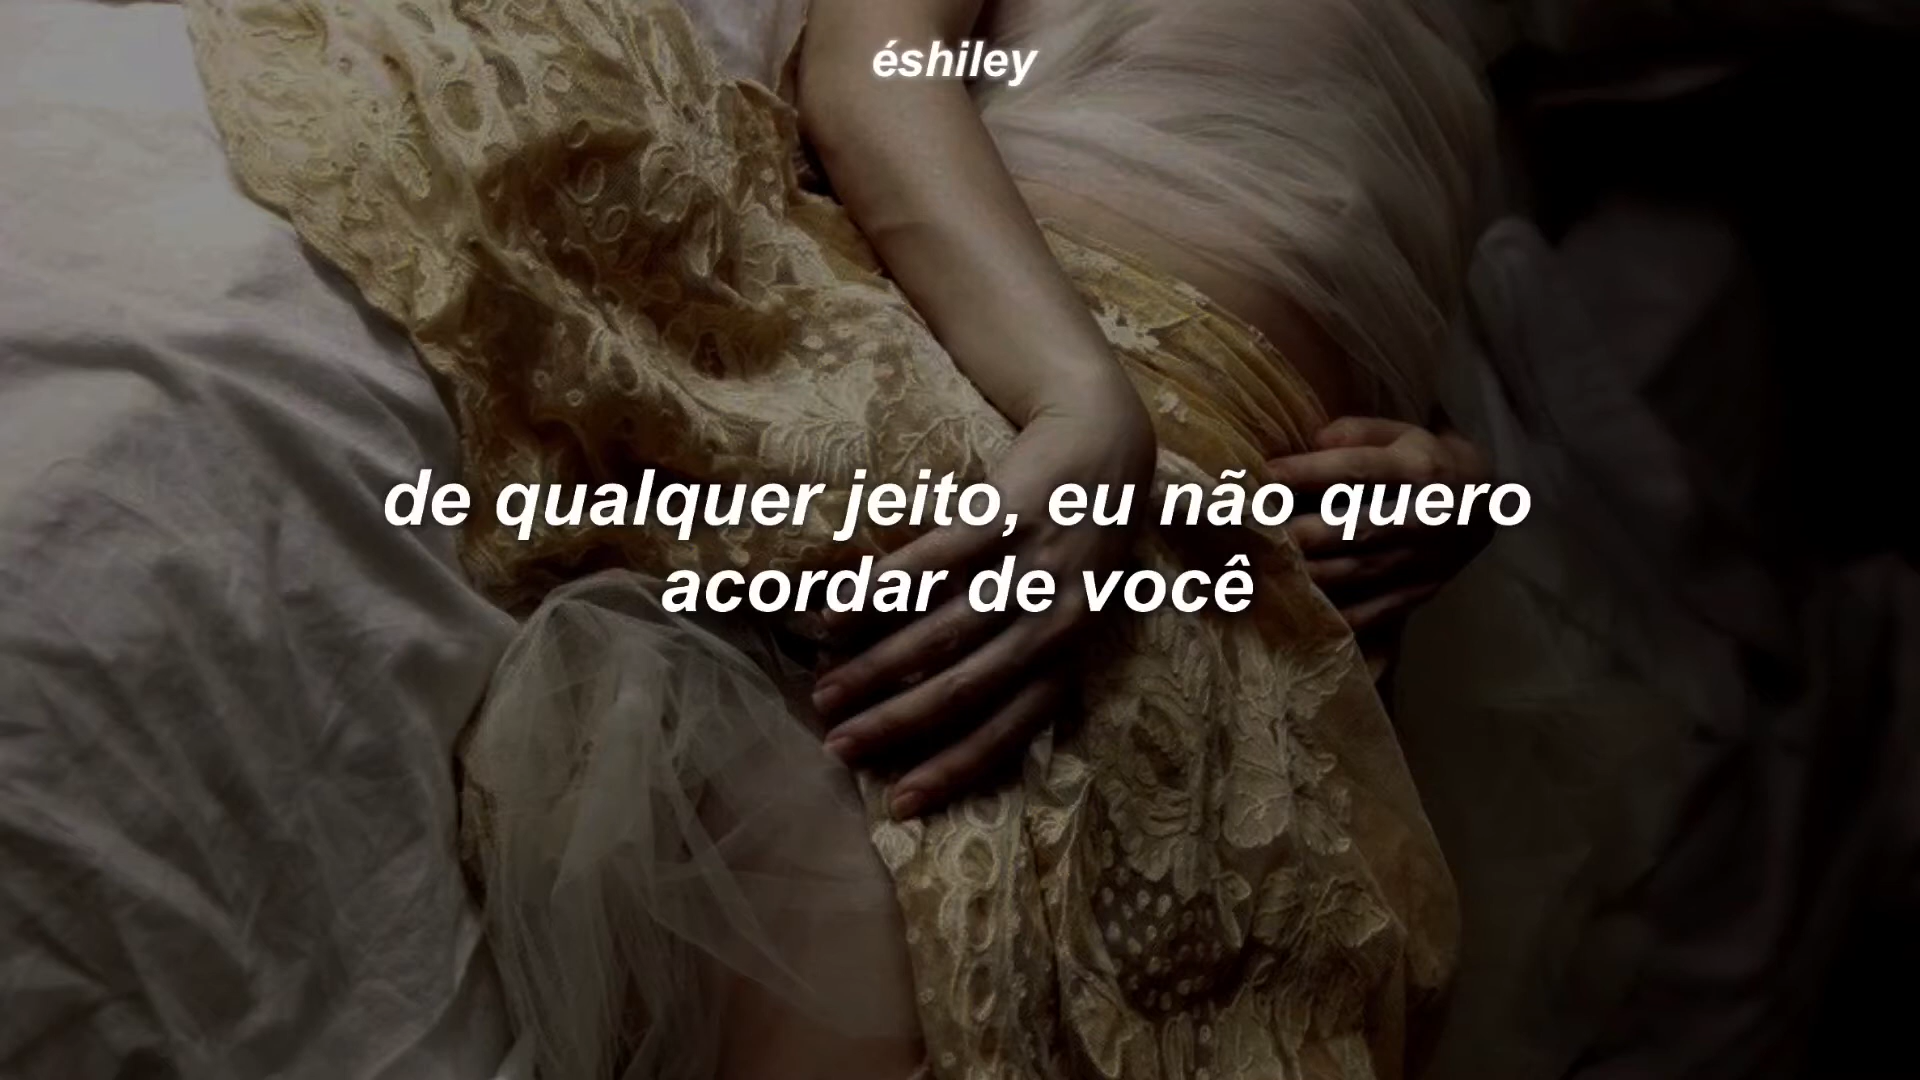 éshiley
de qualquer jeito, eu não quero
acordar de você